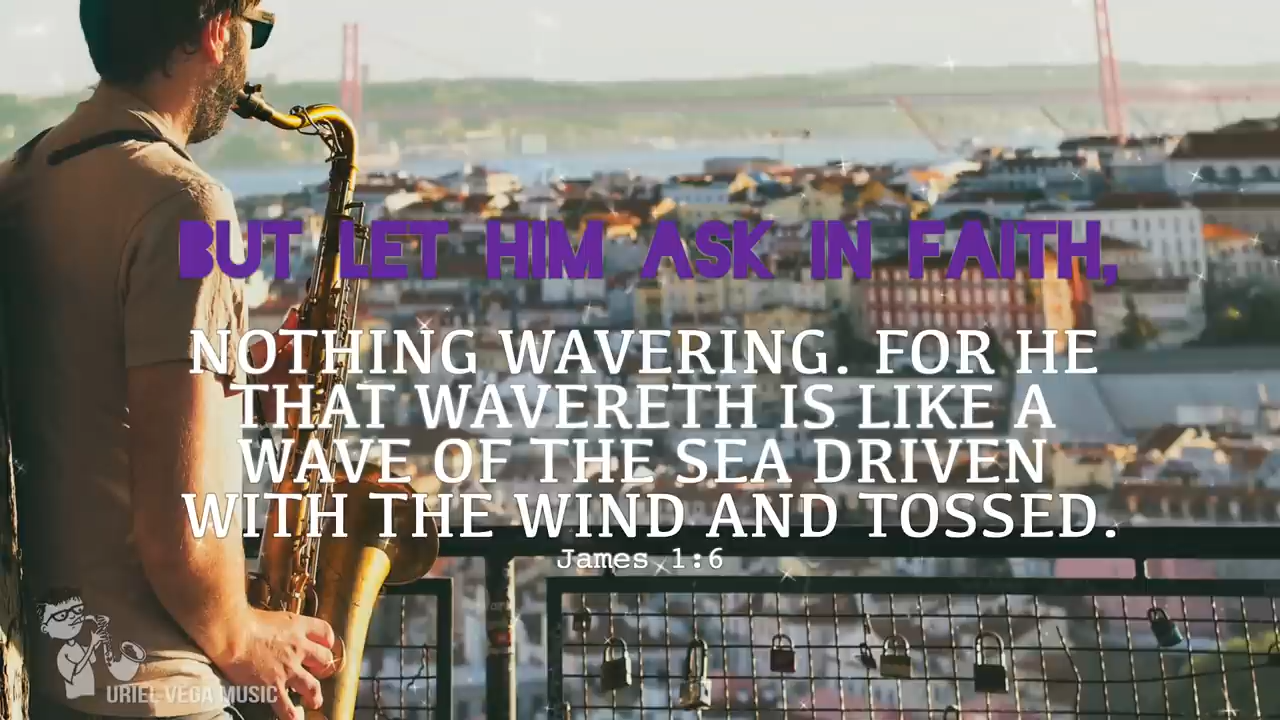 BUT LET HIM ASK IN FAITH,
NOTHING WAVERING. FOR HE
THAT WAVERETH IS LIKE A
WAVE OF THE SEA DRIVEN
WITH THE WIND AND TOSSED.
James 1:6
URIEL VEGA MUSIC